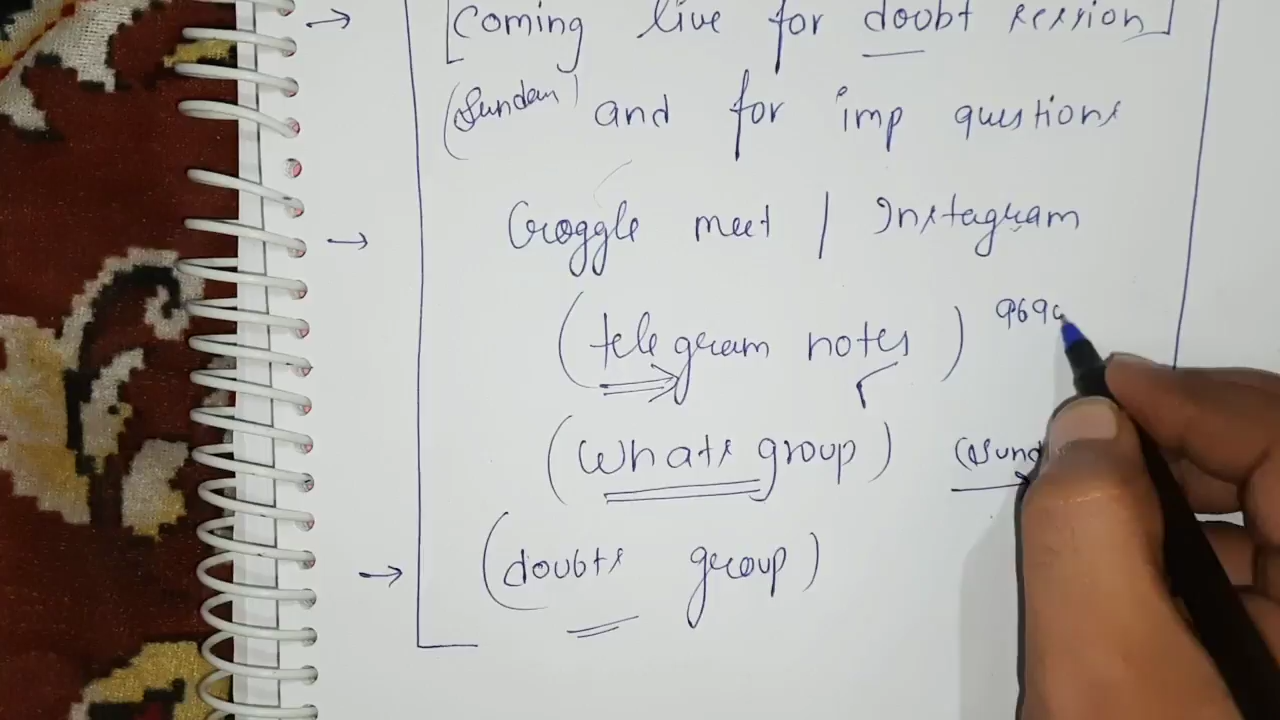 [Coming live for doubt session]
(Sunday) and for imp questions
Goggle meet / Instagram
(telegram notes) 969
(Whats group) (Sund
(doubts group)